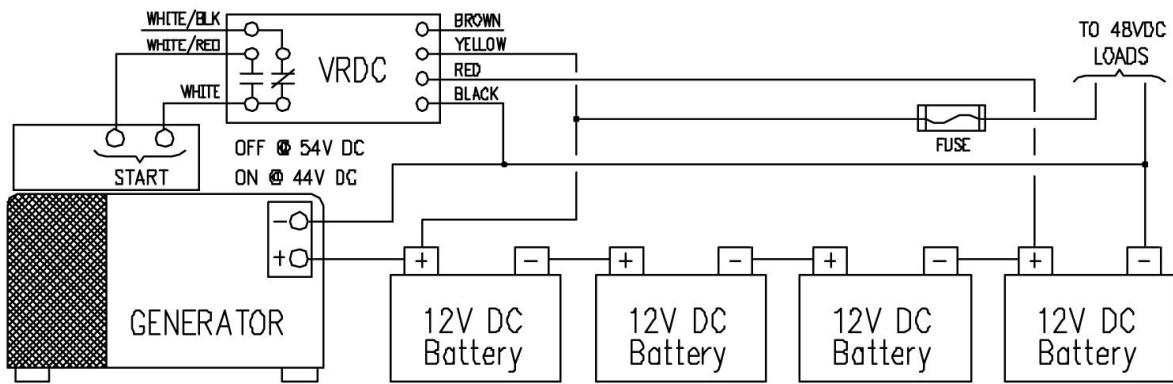 WHITE/BLK
BROWN
WHITE/RED
YELLOW
TO 48VDC
LOADS
VRDC
RED
WHITE
BLACK
OFF @ 54V DC
FUSE
START
ON @ 44V DC
-
+
+ - + - + - + -
GENERATOR
12V DC
Battery
12V DC
Battery
12V DC
Battery
12V DC
Battery